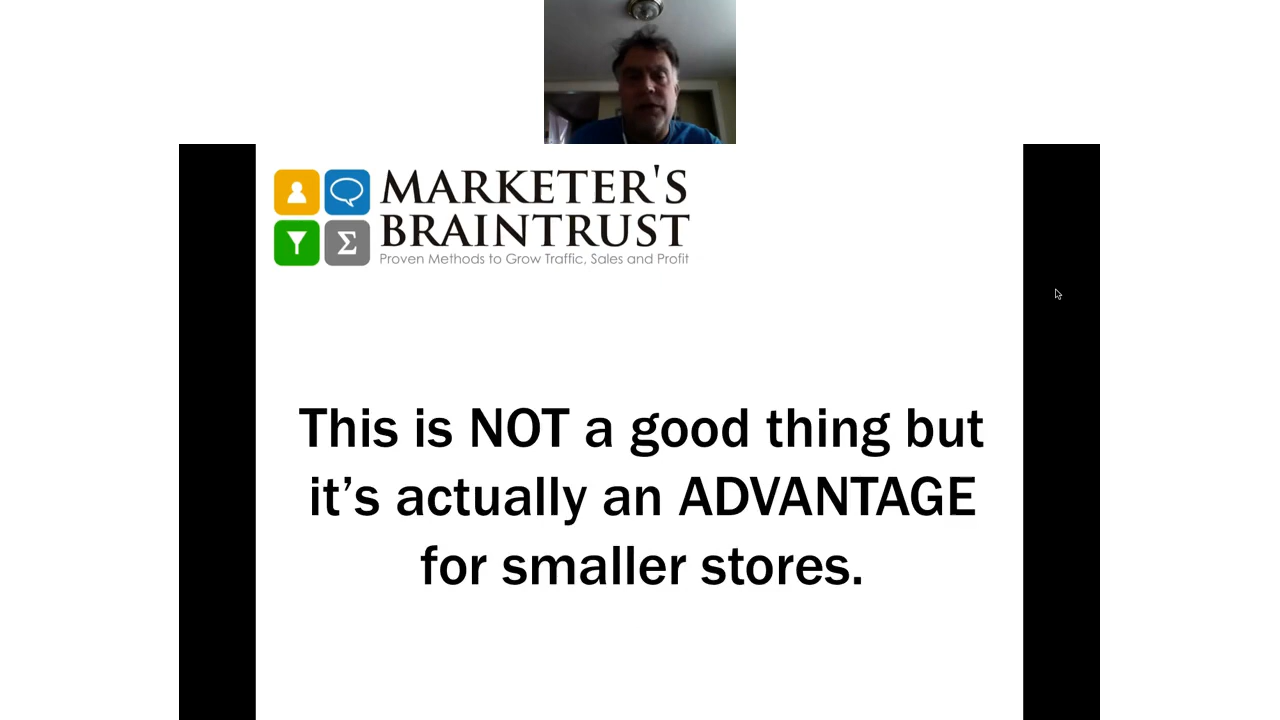 MARKETER'S
BRAINTRUST
Proven Methods to Grow Traffic, Sales and Profit
This is NOT a good thing but
it's actually an ADVANTAGE
for smaller stores.